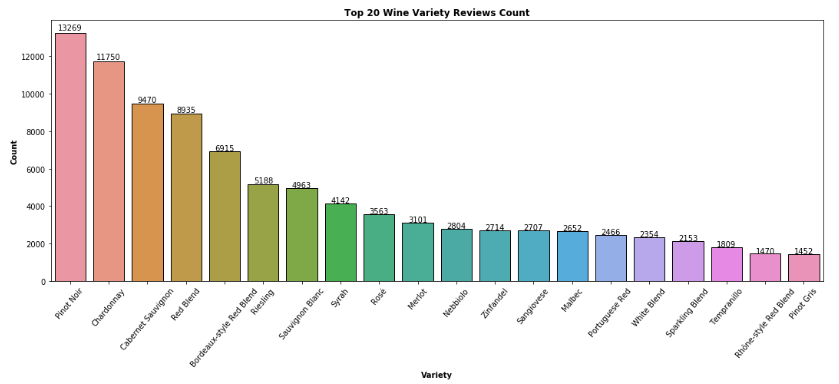 Top 20 Wine Variety Reviews Count
13269
11750
9470
8935
6915
5188
4963
4142
3563
3101
2804
2714
2707
2652
2466
2354
2153
1809
1470
1452
12000
10000
8000
6000
4000
2000
0
Count
Pinot Noir
Chardonnay
Cabernet Sauvignon
Red Blend
Bordeaux-style Red Blend
Riesling
Sauvignon Blanc
Syrah
Rosé
Merlot
Nebbiolo
Zinfandel
Sangiovese
Malbec
Portuguese Red
White Blend
Sparkling Blend
Tempranillo
Rhône-style Red Blend
Pinot Gris
Variety